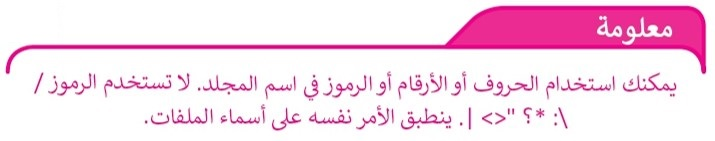 معلومة
يمكنك استخدام الحروف أو الأرقام أو الرموز في اسم المجلد. لا تستخدم الرموز /
\: *؟ "<> |. ينطبق الأمر نفسه على أسماء الملفات.